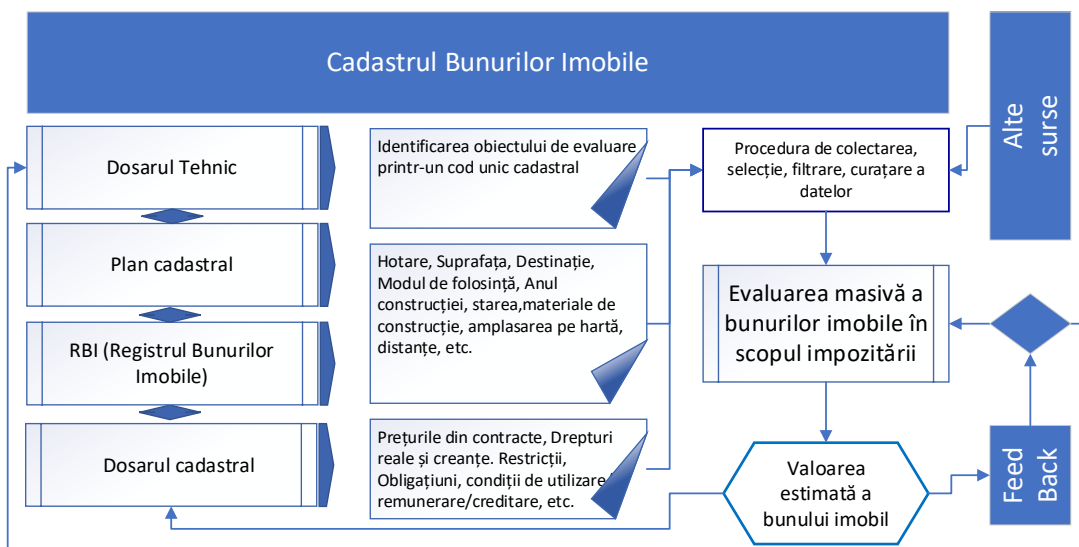 Cadastrul Bunurilor Imobile
Alte
surse
Dosarul Tehnic
Plan cadastral
RBI (Registrul Bunurilor
Imobile)
Dosarul cadastral
Identificarea obiectului de evaluare
printr-un cod unic cadastral
Hotare, Suprafața, Destinație,
Modul de folosință, Anul
construcției, starea,materiale de
construcție, amplasarea pe hartă,
distanțe, etc.
Prețurile din contracte, Drepturi
reale și creanțe. Restricții,
Obligațiuni, condiții de utilizare/
remunerare/creditare, etc.
Procedura de colectarea,
selecție, filtrare, curațare a
datelor
Evaluarea masivă a
bunurilor imobile în
scopul impozitării
Valoarea
estimată a
bunului imobil
Feed
Back